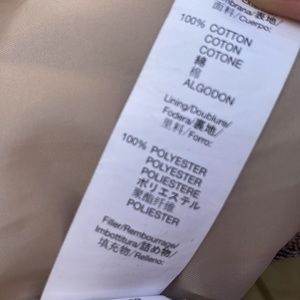 面料/Cuerpo:
100% COTTON
COTON
COTONE
綿
棉
ALGODON
Lining/Doublure/
Fodera/裏地/
里料/Forro:
100% POLYESTER
POLYESTER
POLIESTERE
ポリエステル
聚酯纤维
POLIESTER
Filler/Rembourrage/
Imbottitura/詰め物/
填充物/Relleno: